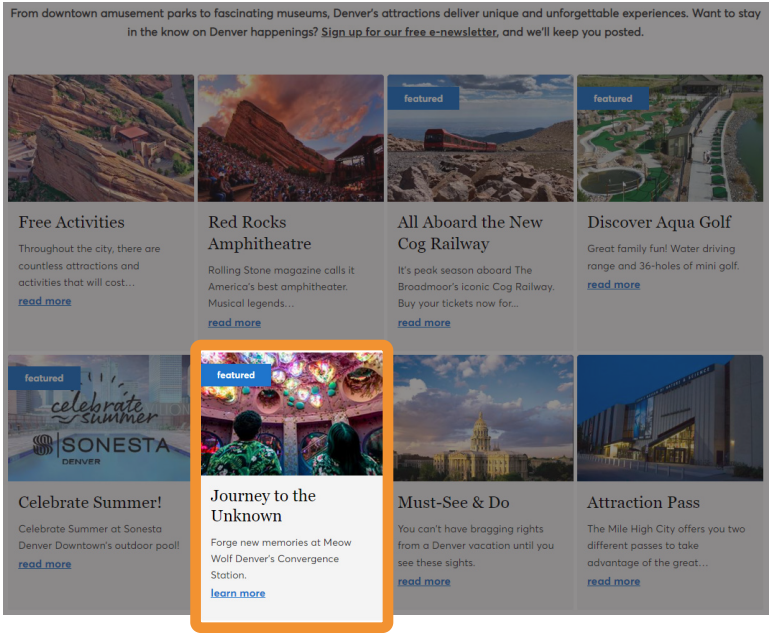 From downtown amusement parks to fascinating museums, Denver's attractions deliver unique and unforgettable experiences. Want to stay
in the know on Denver happenings? Sign up for our free e-newsletter, and we'll keep you posted.
Free Activities
Throughout the city, there are
countless attractions and
activities that will cost...
read more
Red Rocks
Amphitheatre
Rolling Stone magazine calls it
America's best amphitheater.
Musical legends...
read more
featured
All Aboard the New
Cog Railway
It's peak season aboard The
Broadmoor's iconic Cog Railway.
Buy your tickets now for...
read more
featured
Discover Aqua Golf
Great family fun! Water driving
range and 36-holes of mini golf.
read more
featured
celebrate
summer
SONESTA
DENVER
Celebrate Summer!
Celebrate Summer at Sonesta
Denver Downtown's outdoor pool!
read more
featured
Journey to the
Unknown
Forge new memories at Meow
Wolf Denver's Convergence
Station.
learn more
Must-See & Do
You can't have bragging rights
from a Denver vacation until you
see these sights.
read more
Attraction Pass
The Mile High City offers you two
different passes to take
advantage of the great...
read more